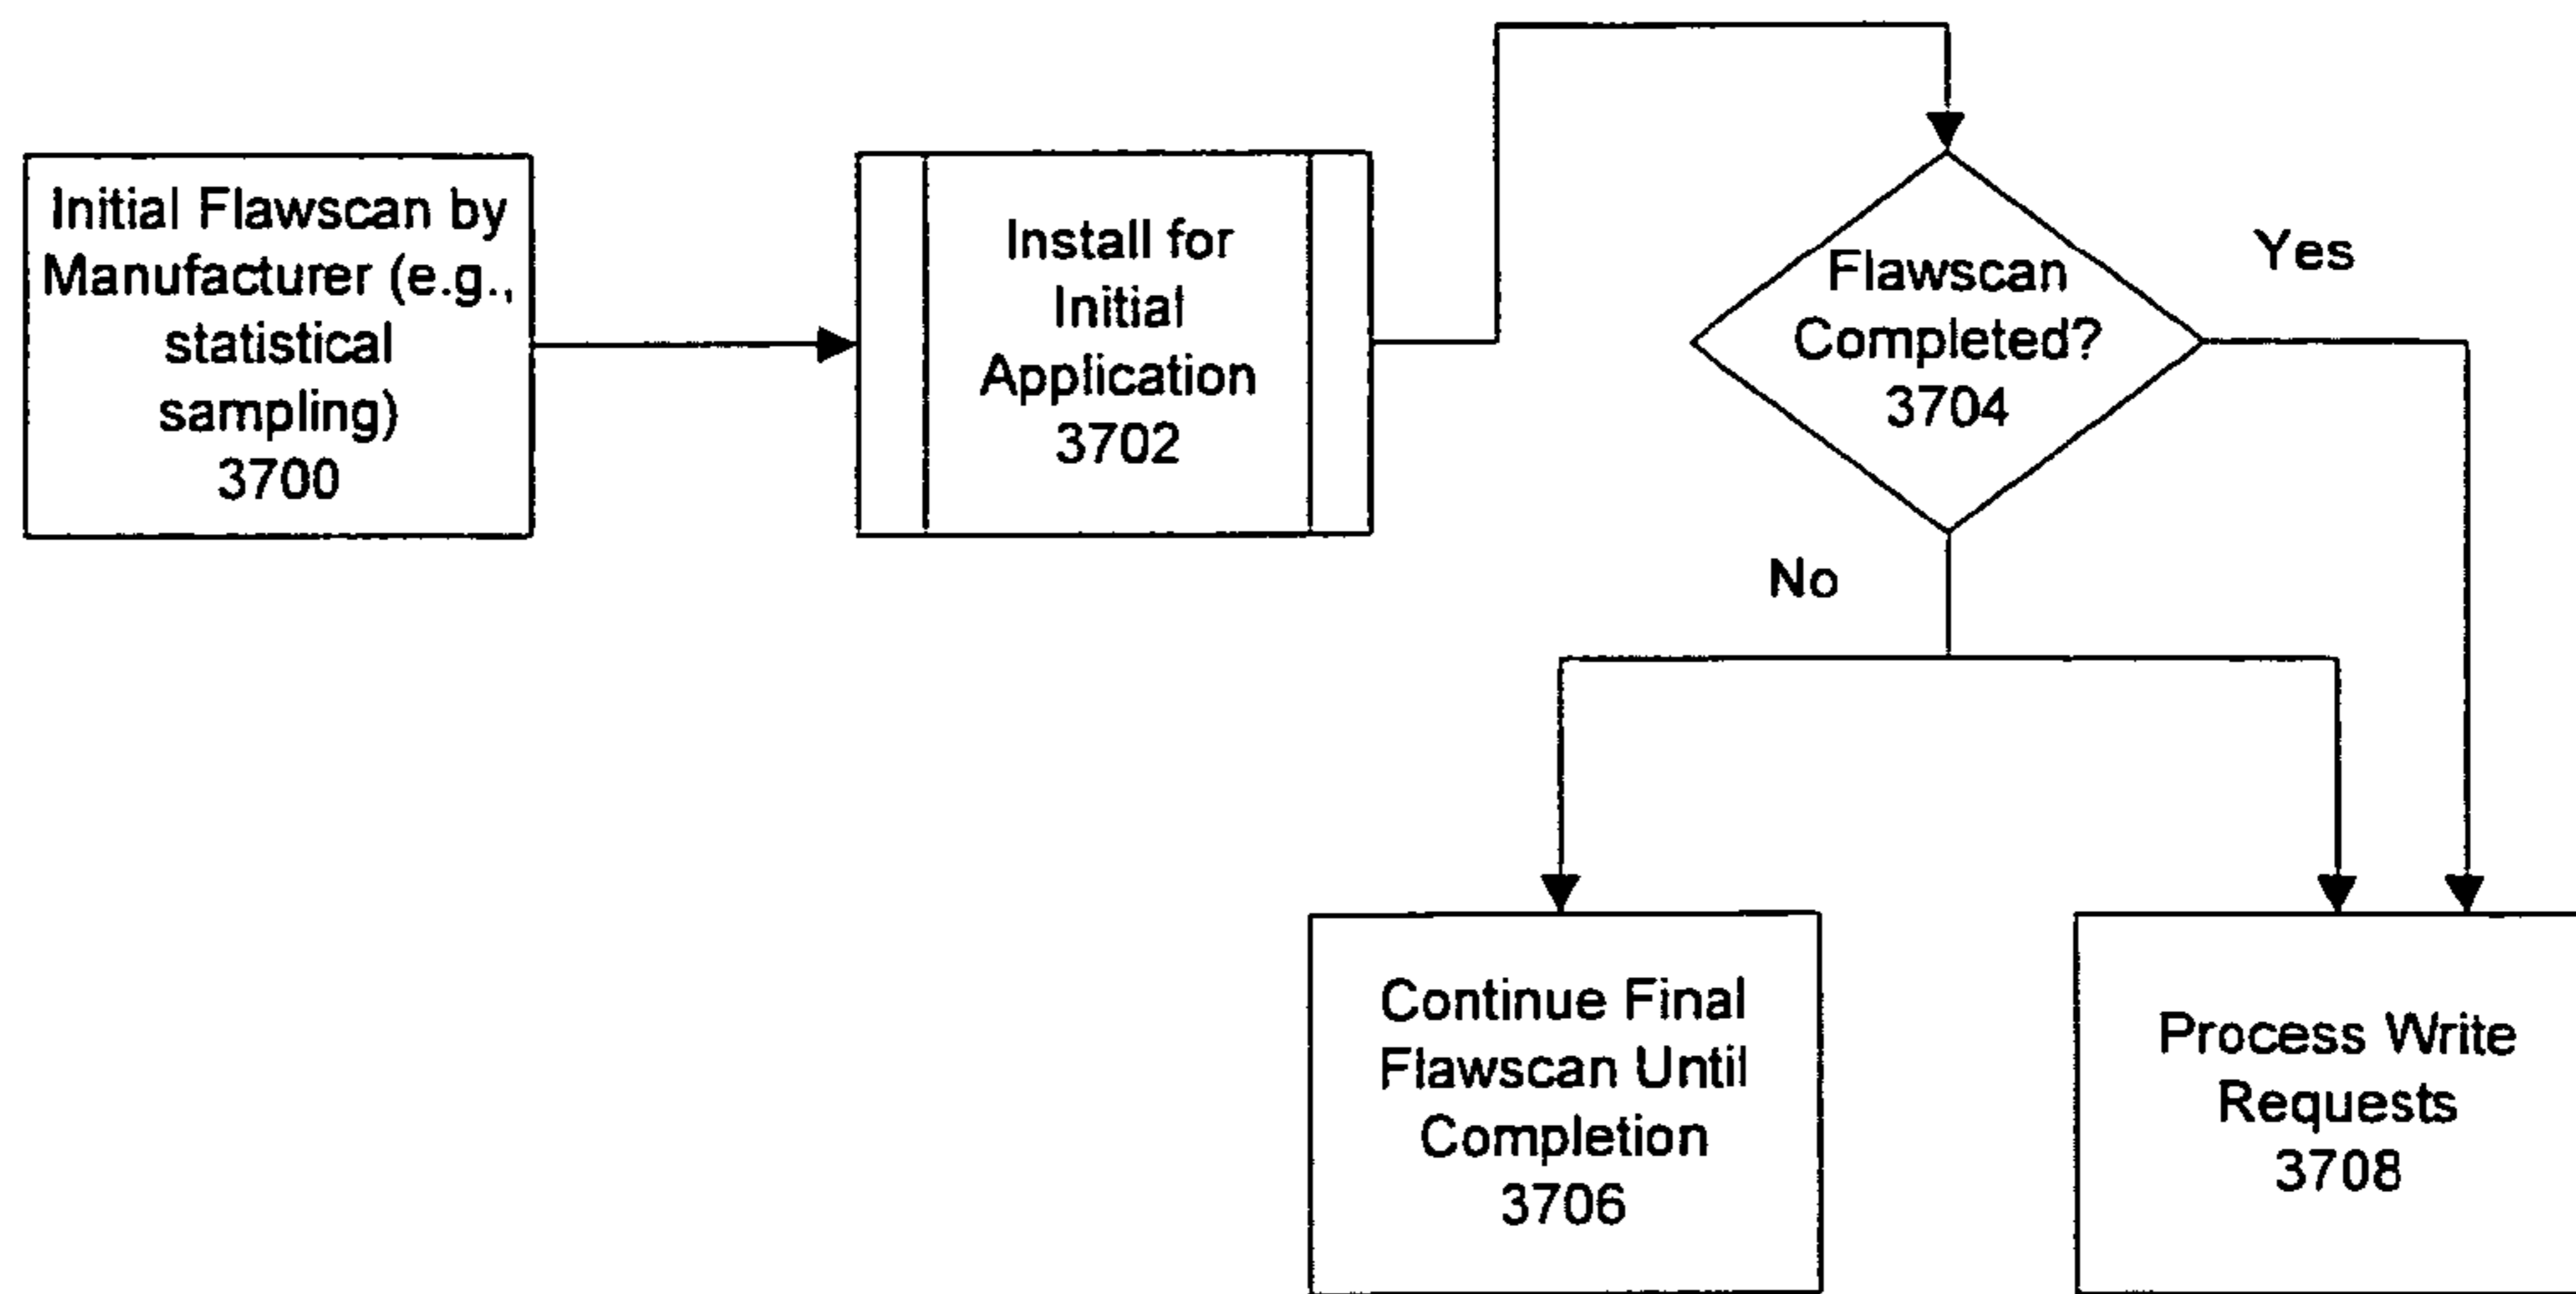 Initial Flawscan by
Manufacturer (e.g.,
statistical
sampling)
3700
Install for
Initial
Application
3702
Flawscan
Completed?
3704
Yes
No
Continue Final
Flawscan Until
Completion
3706
Process Write
Requests
3708